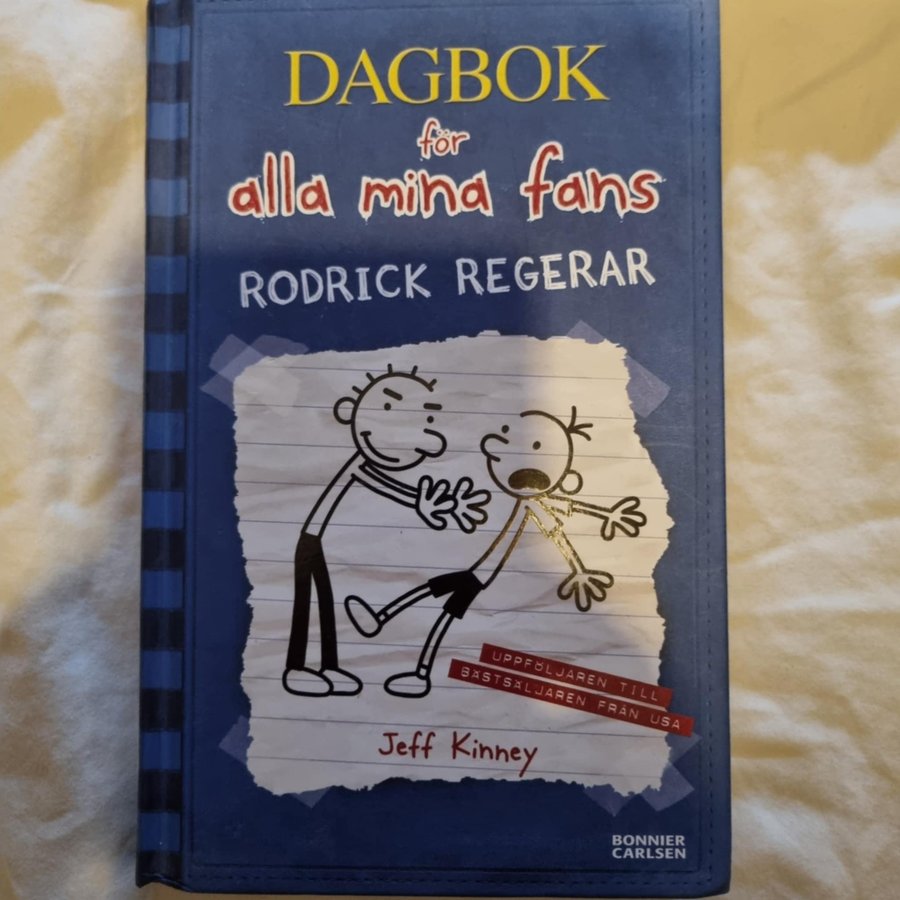 DAGBOK
för
alla mina fans
RODRICK REGERAR
UPPFÖLJAREN TILL
BÄSTSÄLJAREN FRÅN USA
Jeff Kinney
BONNIER
CARLSEN